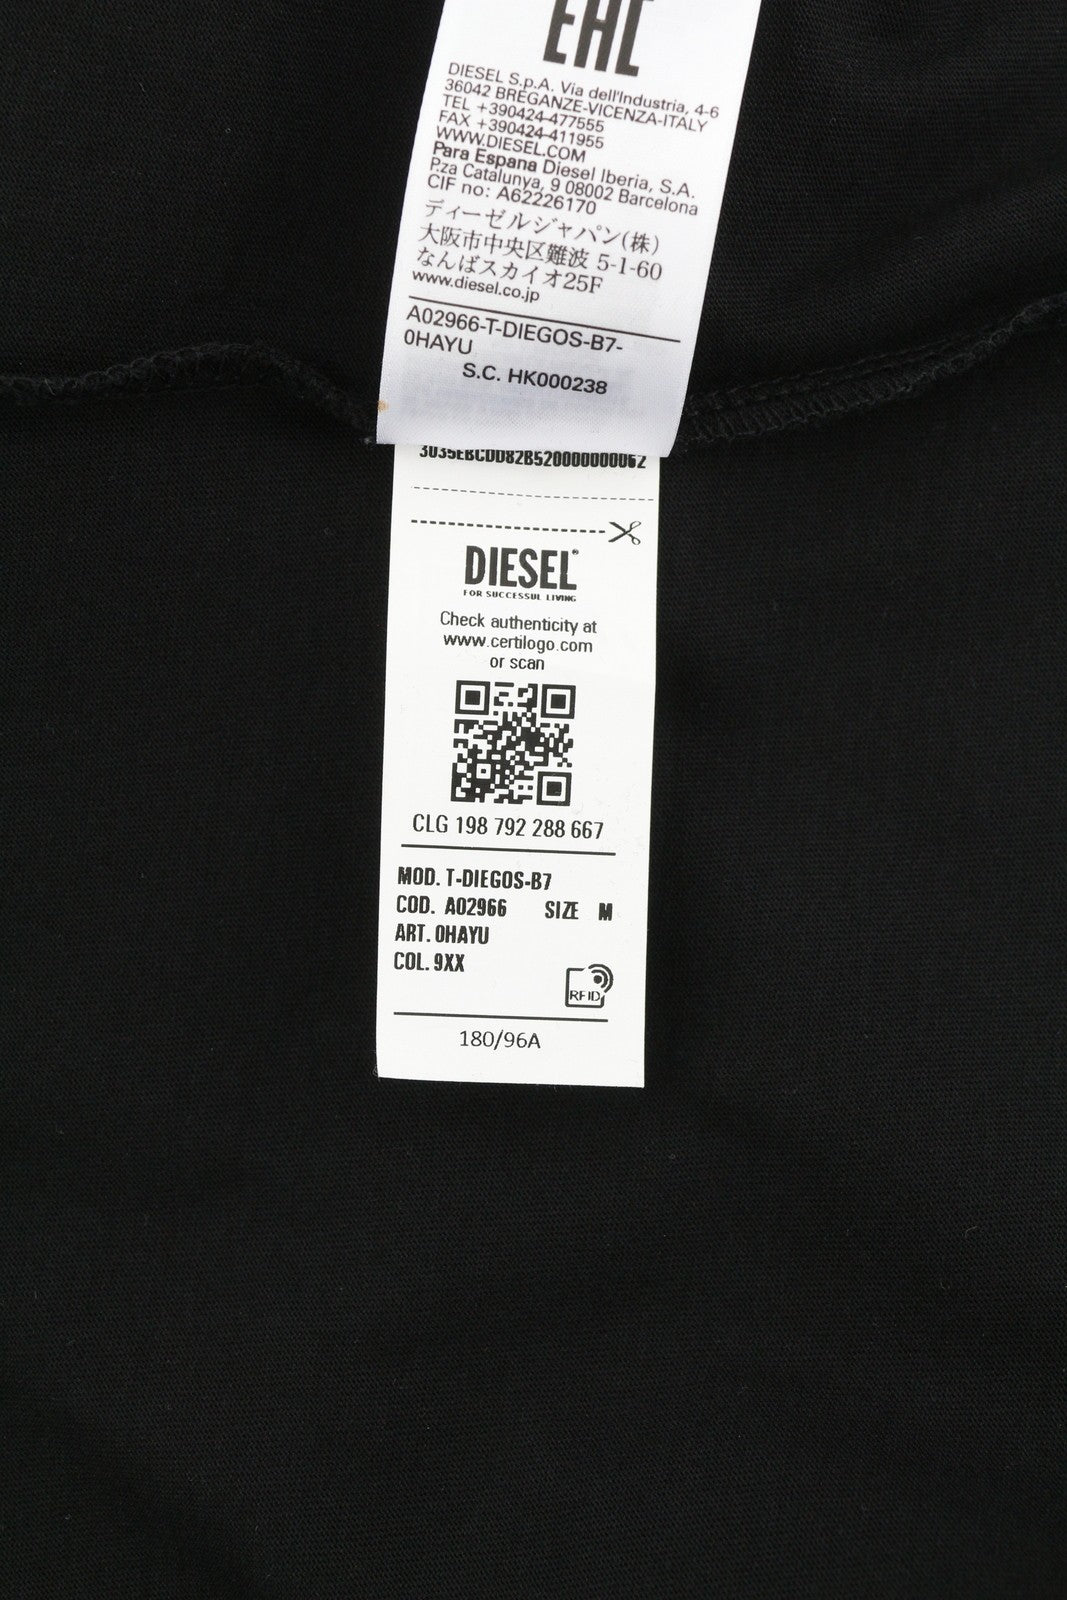 EAC
DIESEL S.p.A. Via dell'Industria, 4-6
36042 BREGANZE-VICENZA-ITALY
TEL +390424-477555
FAX +390424-411955
WWW.DIESEL.COM
Para Espana Diesel Iberia, S.A.
P.za Catalunya, 9 08002 Barcelona
CIF no: A62226170
ディーゼルジャパン(株)
大阪市中央区難波 5-1-60
なんばスカイオ25F
www.diesel.co.jp
A02966-T-DIEGOS-B7-
0HAYU
S.C. HK000238
3035EBCDD82B520000000062
DIESEL®
FOR SUCCESSUL LIVING
Check authenticity at
www.certilogo.com
or scan
CLG 198 792 288 667
MOD. T-DIEGOS-B7
COD. A02966 SIZE M
ART. 0HAYU
COL. 9XX
RFID
180/96A